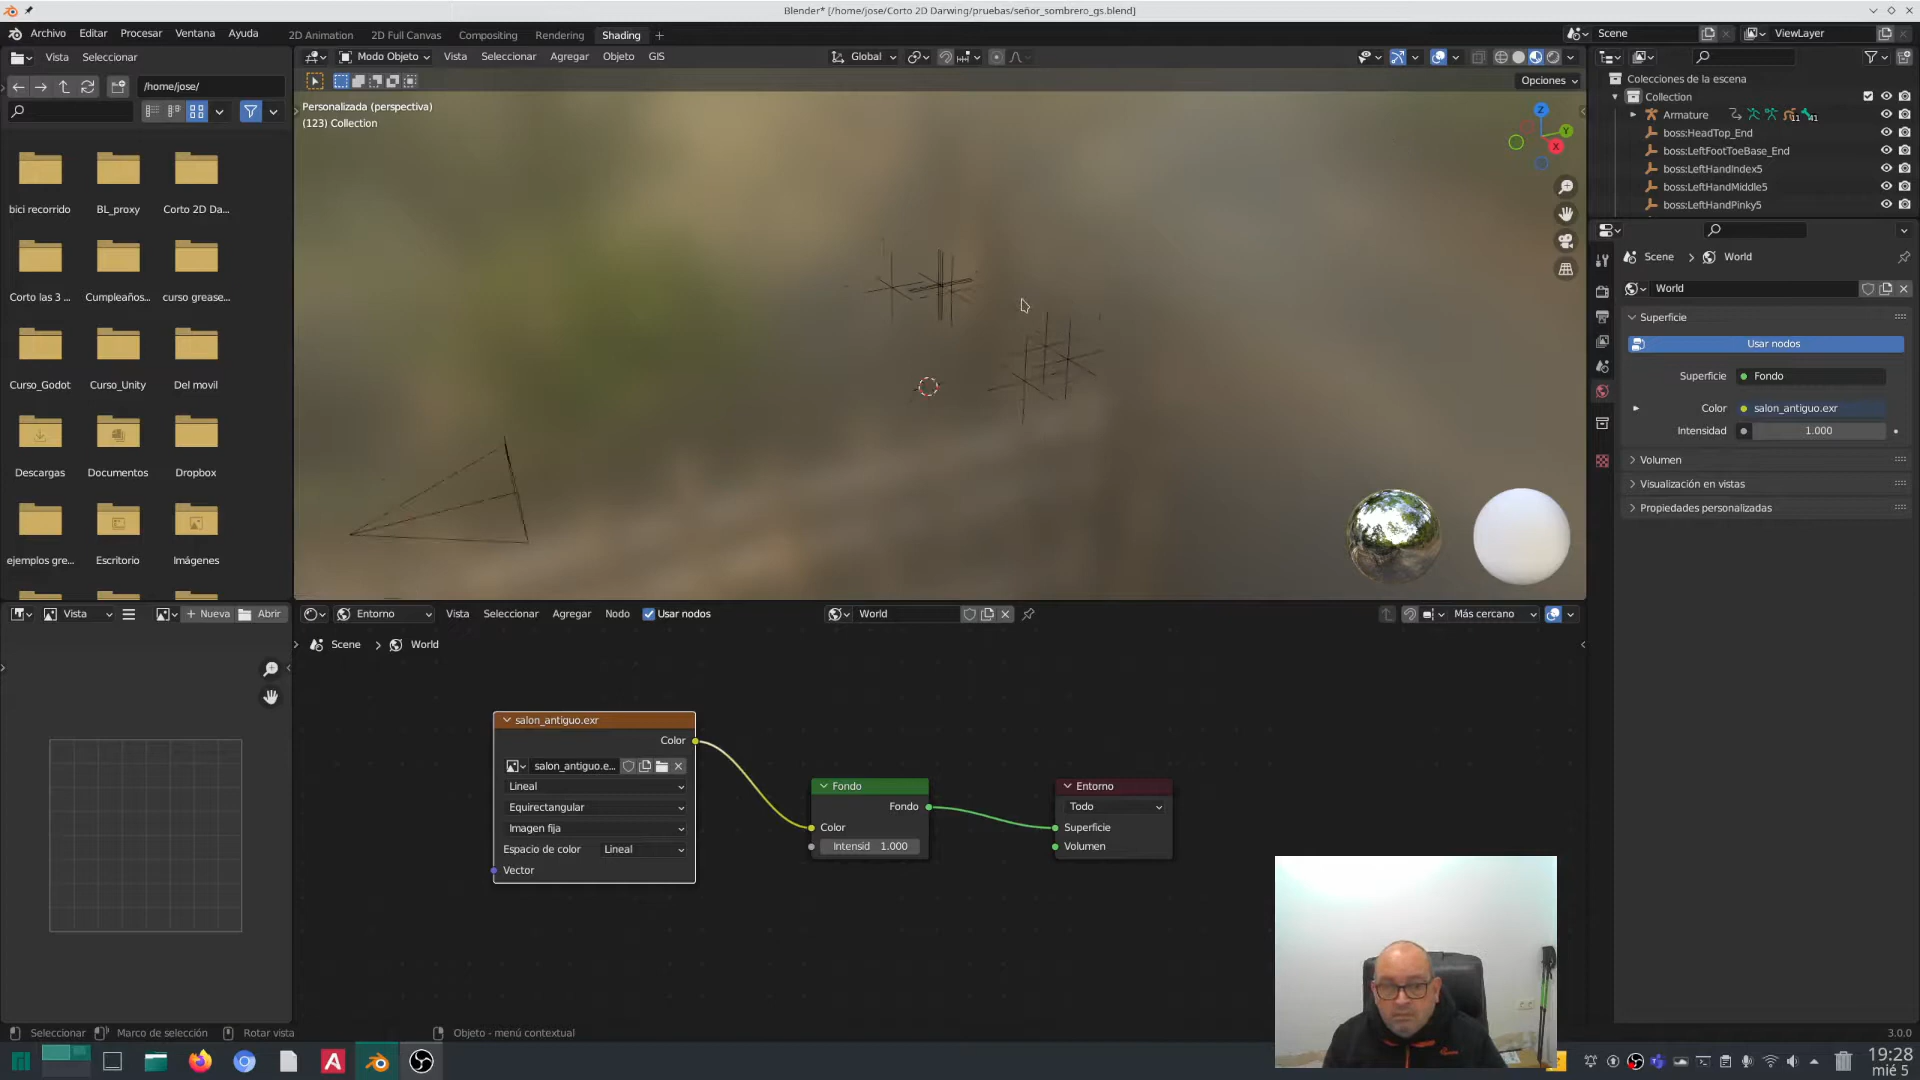 Blender* [/home/jose/Corto 2D Darwing/pruebas/señor_sombrero_gs.blend]
Archivo Editar Procesar Ventana Ayuda
2D Animation 2D Full Canvas Compositing Rendering Shading
Scene ViewLayer
Vista Seleccionar
/home/jose/
bici recorrido BL_proxy Corto 2D Da...
Corto las 3 ... Cumpleaños... curso grease...
Curso_Godot Curso_Unity Del movil
Descargas Documentos Dropbox
ejemplos gre... Escritorio Imágenes
Modo Objeto Vista Seleccionar Agregar Objeto GIS
Global
Opciones
Personalizada (perspectiva)
(123) Collection
Z
Y
X
Colecciones de la escena
Collection
Armature 11 41
boss:HeadTop_End
boss:LeftFootToeBase_End
boss:LeftHandIndex5
boss:LeftHandMiddle5
boss:LeftHandPinky5
Scene World
World
Superficie
Usar nodos
Superficie Fondo
Color salon_antiguo.exr
Intensidad 1.000
Volumen
Visualización en vistas
Propiedades personalizadas
Vista Nueva Abrir
Entorno Vista Seleccionar Agregar Nodo Usar nodos
World
Más cercano
Scene World
salon_antiguo.exr
Color
salon_antiguo.e...
Lineal
Equirectangular
Imagen fija
Espacio de color Lineal
Vector
Fondo
Fondo
Color
Intensid 1.000
Entorno
Todo
Superficie
Volumen
Seleccionar Marco de selección Rotar vista Objeto - menú contextual
3.0.0
19:28
mié 5